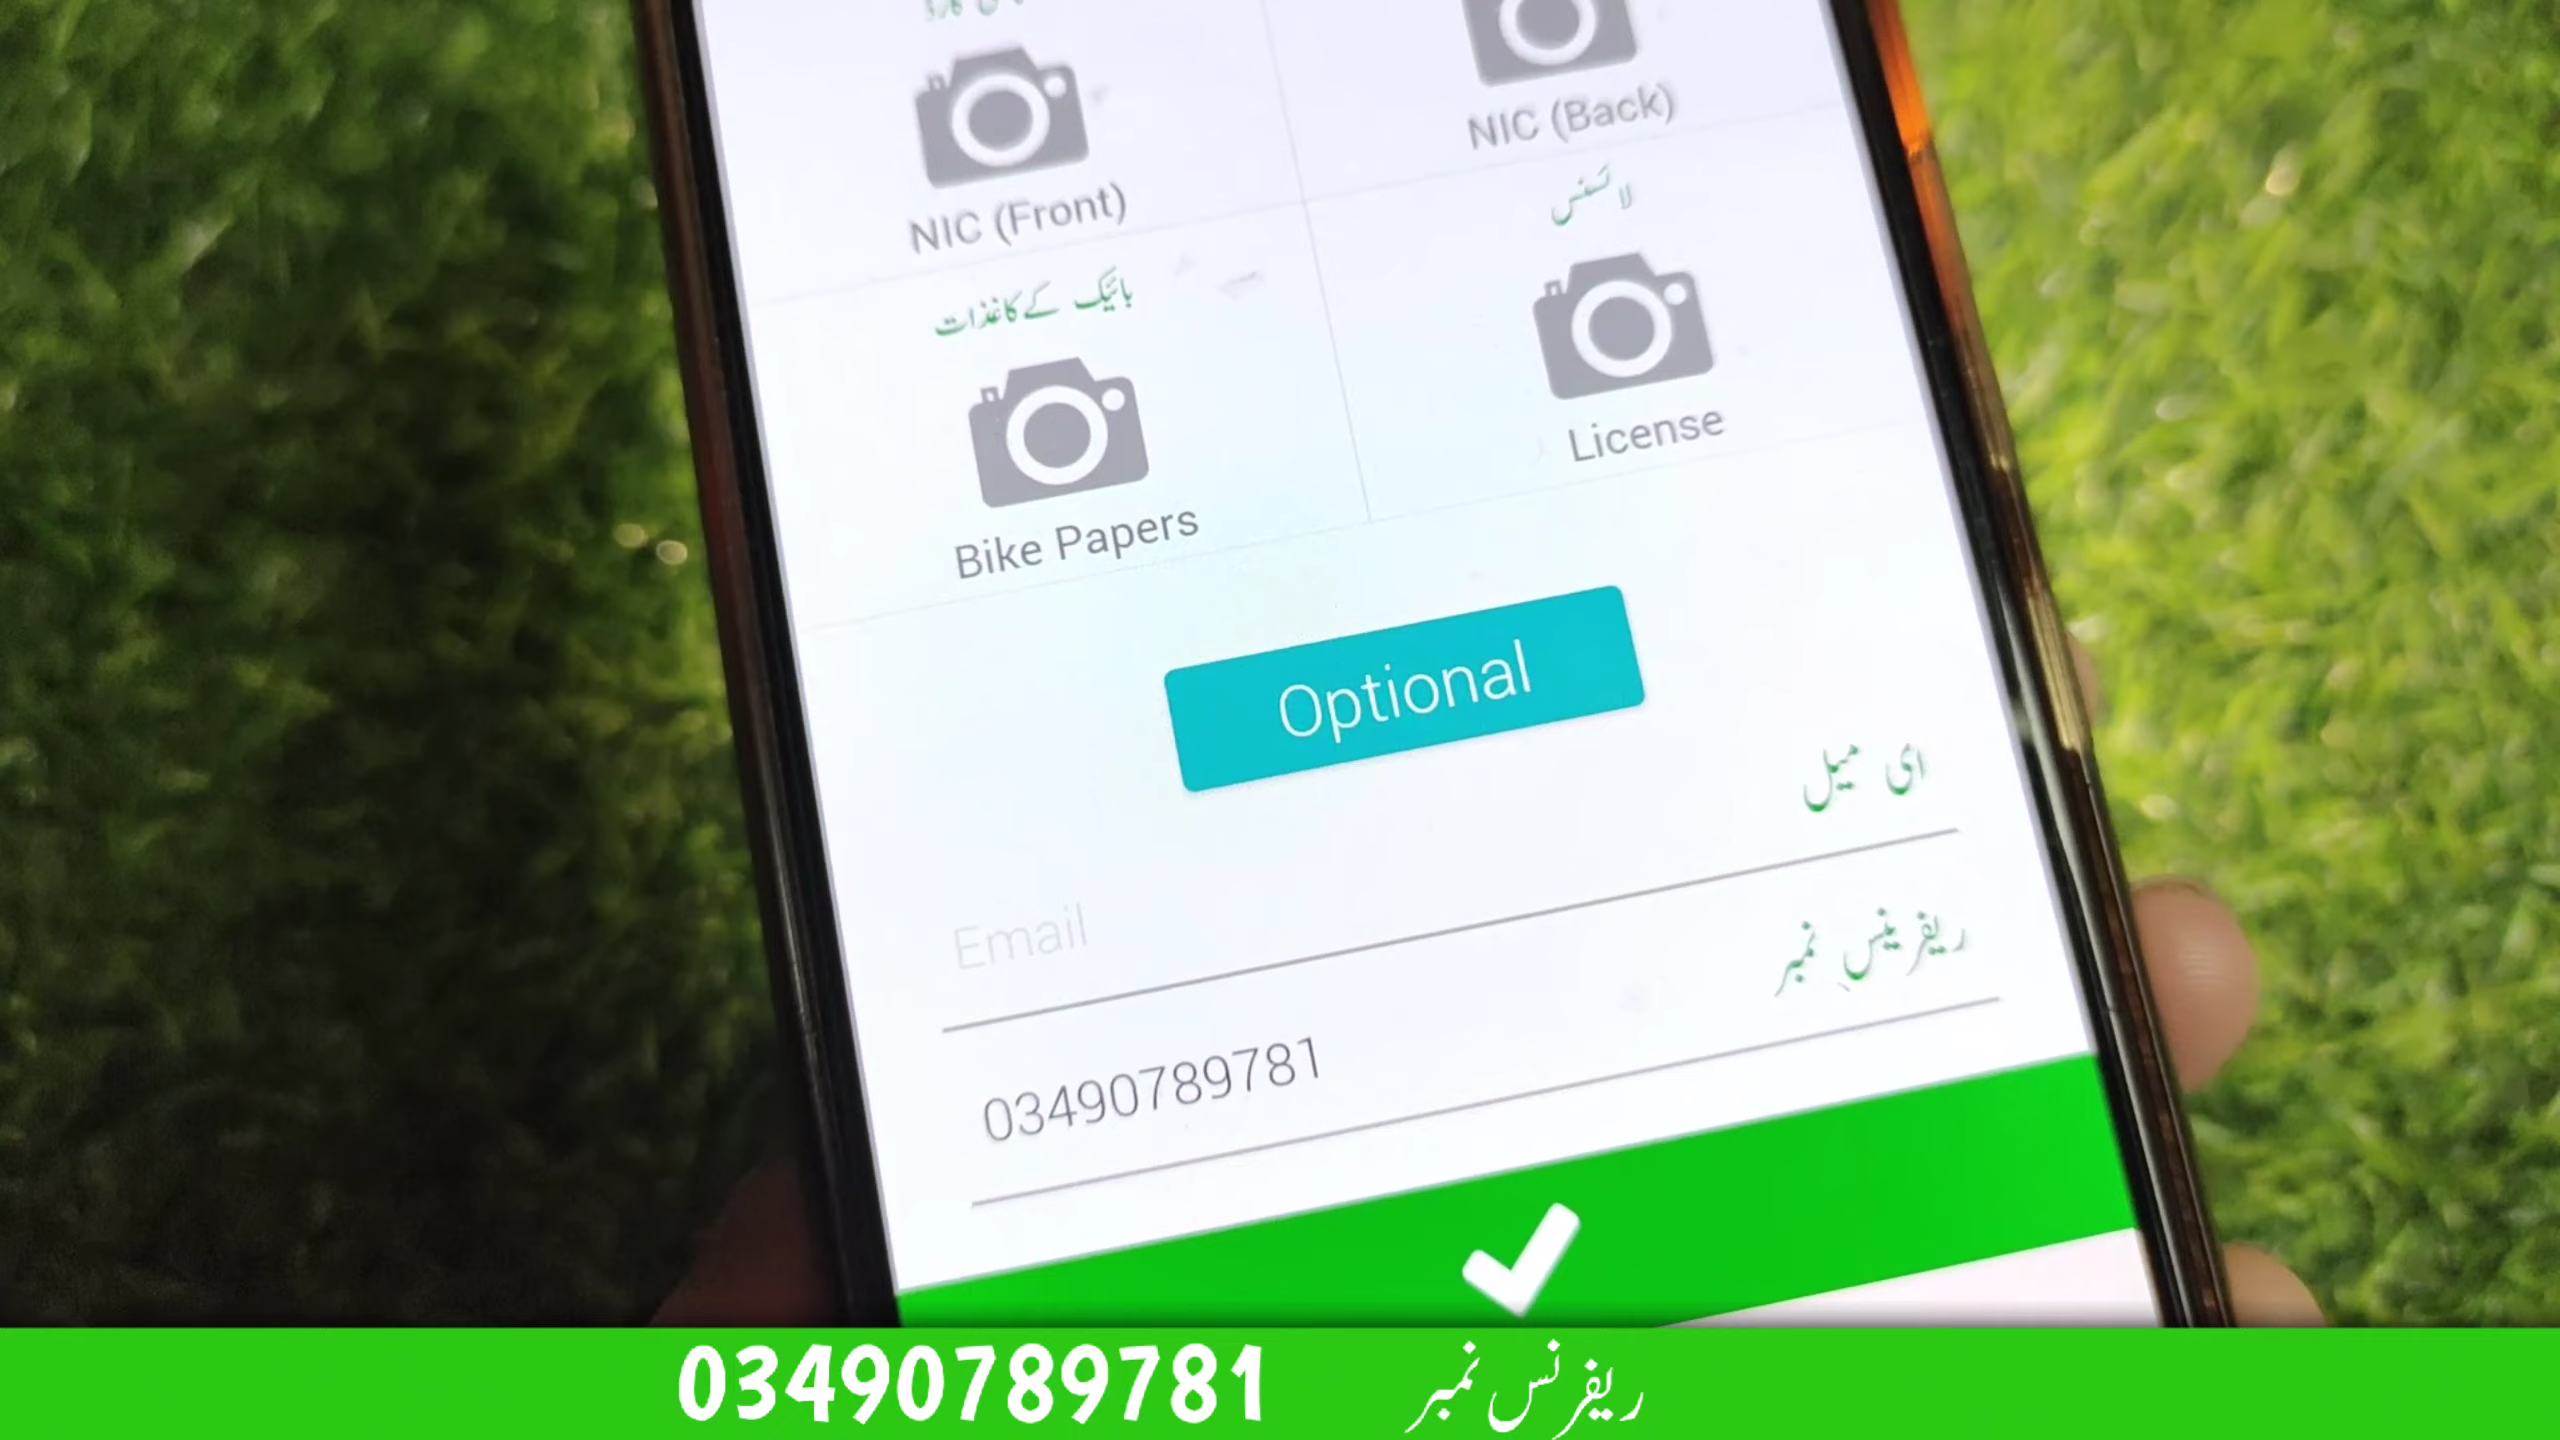 NIC (Front)
NIC (Back)
بائیک کے کاغذات
لائسنس
Bike Papers
License
Optional
ای میل
Email
ریفرینس نمبر
03490789781
03490789781 ریفرنس نمبر